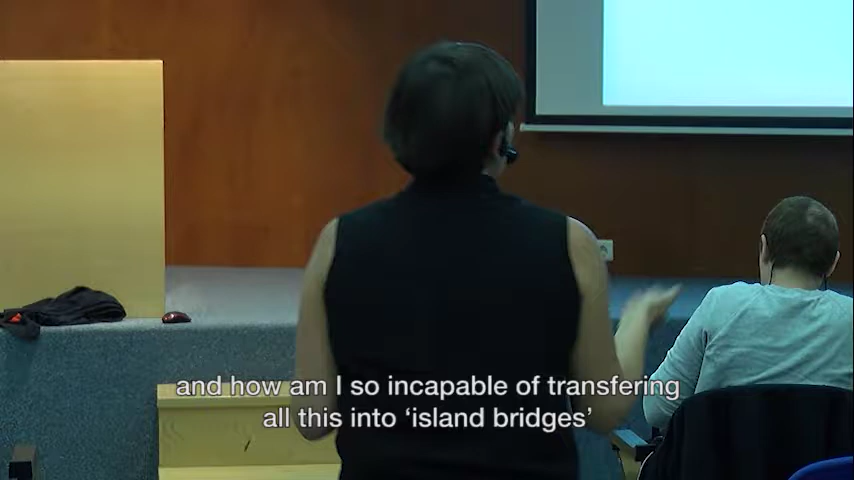 and how am I so incapable of transfering
all this into ‘island bridges’